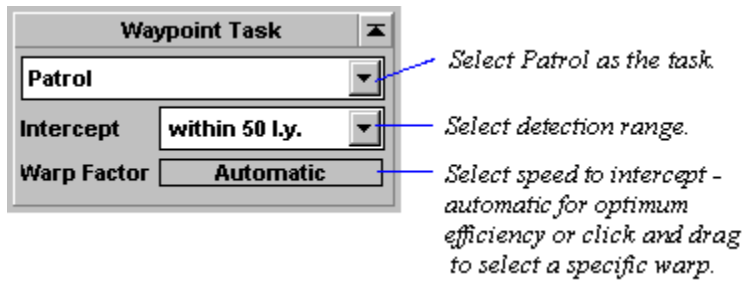 Waypoint Task
Patrol
Select Patrol as the task.
Intercept within 50 l.y.
Select detection range.
Warp Factor Automatic
Select speed to intercept -
automatic for optimum
efficiency or click and drag
to select a specific warp.